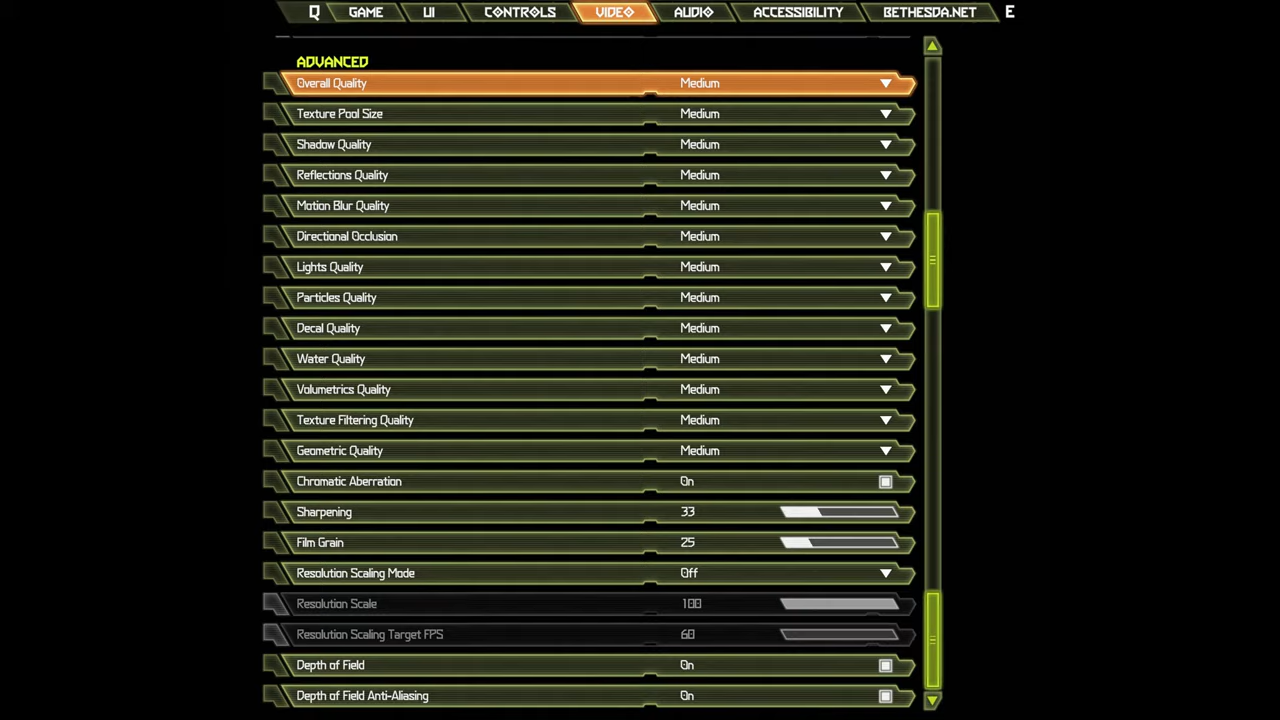 Q GAME UI CONTROLS VIDEO AUDIO ACCESSIBILITY BETHESDA.NET E
ADVANCED
Overall Quality Medium
Texture Pool Size Medium
Shadow Quality Medium
Reflections Quality Medium
Motion Blur Quality Medium
Directional Occlusion Medium
Lights Quality Medium
Particles Quality Medium
Decal Quality Medium
Water Quality Medium
Volumetrics Quality Medium
Texture Filtering Quality Medium
Geometric Quality Medium
Chromatic Aberration On
Sharpening 33
Film Grain 25
Resolution Scaling Mode Off
Resolution Scale 100
Resolution Scaling Target FPS 60
Depth of Field On
Depth of Field Anti-Aliasing On